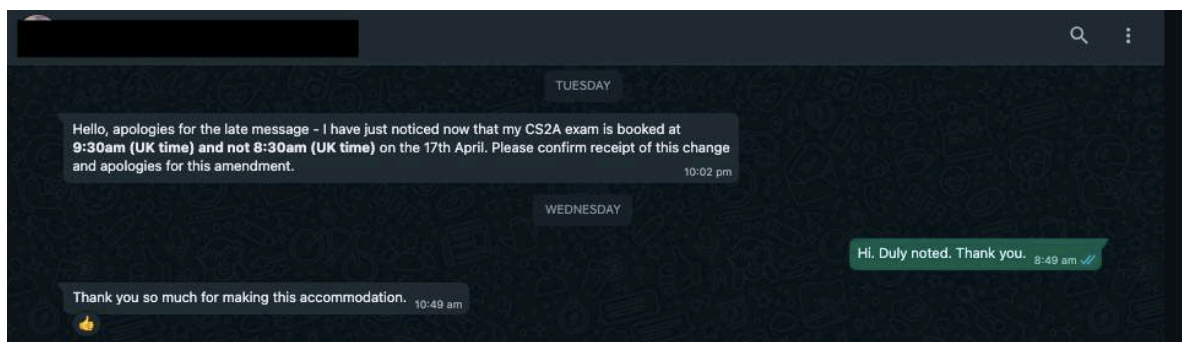 TUESDAY
Hello, apologies for the late message - I have just noticed now that my CS2A exam is booked at
9:30am (UK time) and not 8:30am (UK time) on the 17th April. Please confirm receipt of this change
and apologies for this amendment.
10:02 pm
WEDNESDAY
Hi. Duly noted. Thank you. 8:49 am
Thank you so much for making this accommodation. 10:49 am